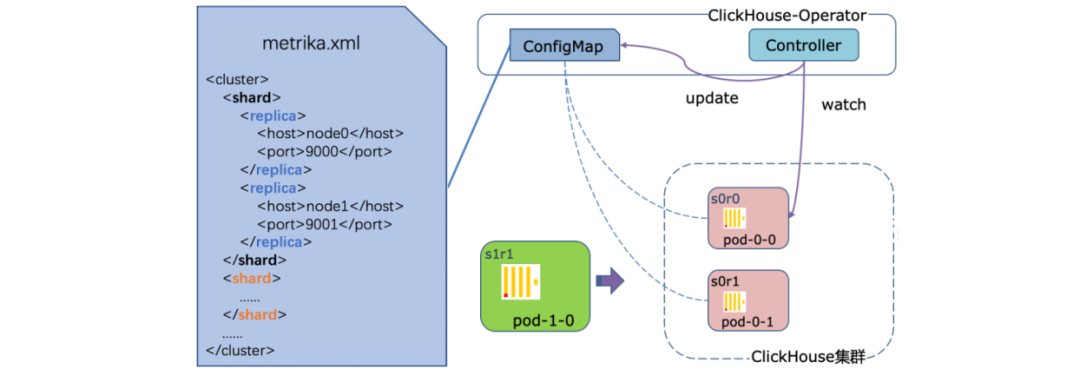 metrika.xml
<cluster>
<shard>
<replica>
<host>node0</host>
<port>9000</port>
</replica>
<replica>
<host>node1</host>
<port>9001</port>
</replica>
</shard>
<shard>
......
</shard>
......
</cluster>
ClickHouse-Operator
ConfigMap
Controller
update
watch
s0r0
pod-0-0
s1r1
pod-1-0
s0r1
pod-0-1
ClickHouse集群